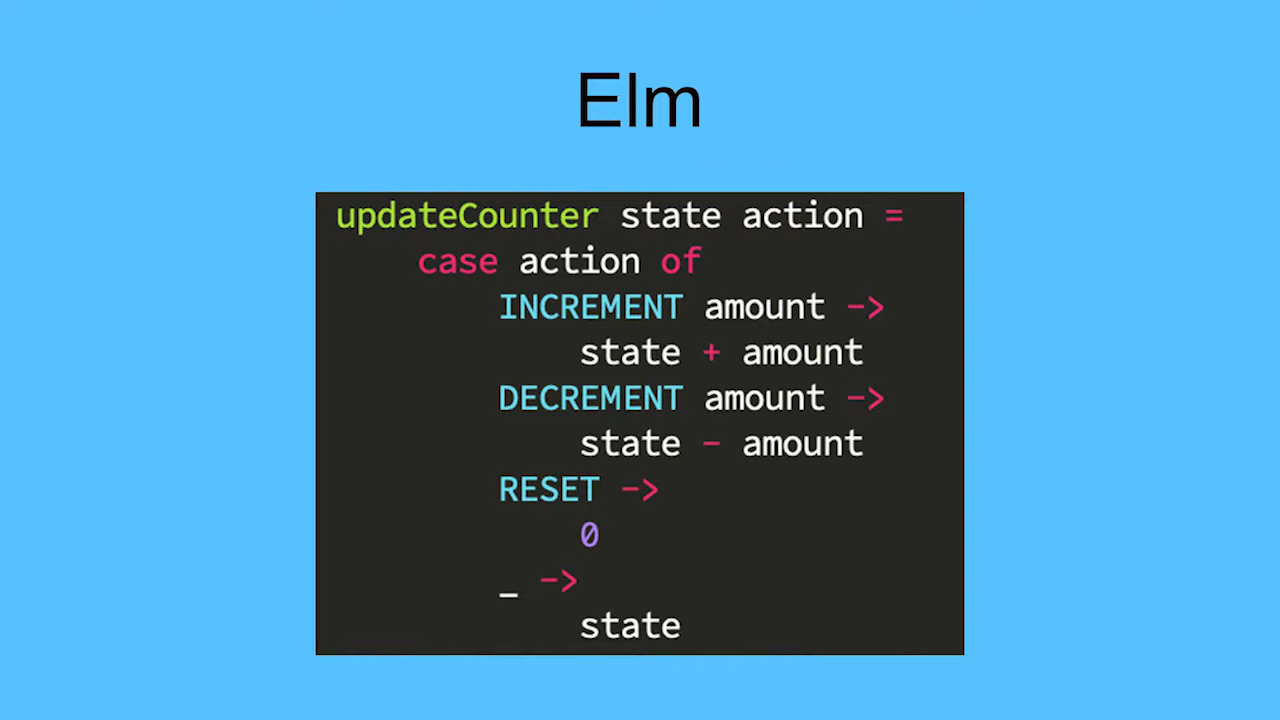 Elm
updateCounter state action =
    case action of
        INCREMENT amount ->
            state + amount
        DECREMENT amount ->
            state - amount
        RESET ->
            0
        _ ->
            state